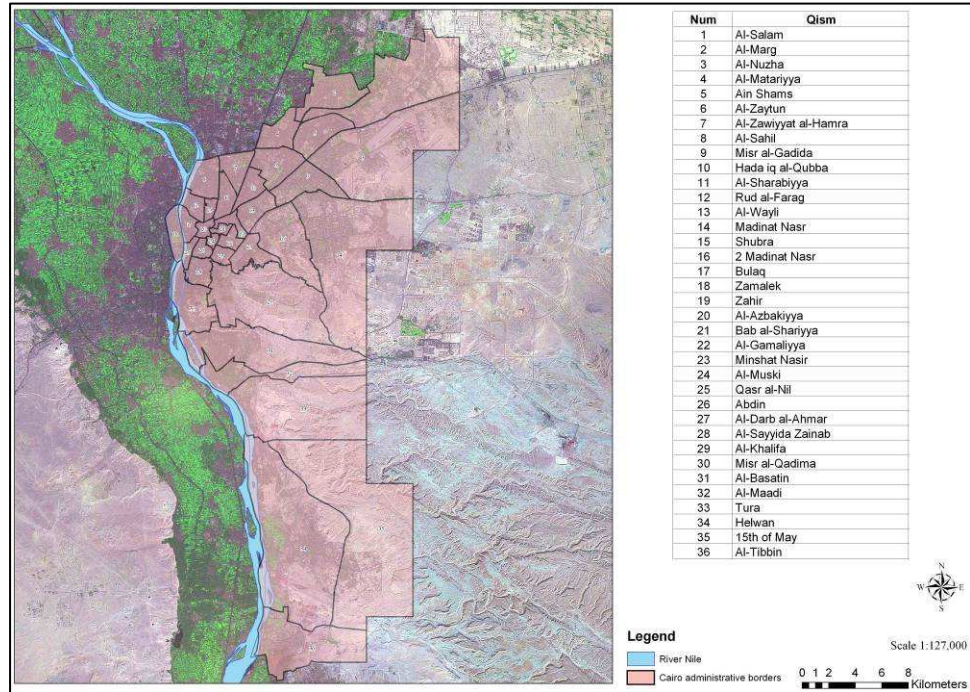 Num Qism
1 Al-Salam
2 Al-Marg
3 Al-Nuzha
4 Al-Matariyya
5 Ain Shams
6 Al-Zaytun
7 Al-Zawiyyat al-Hamra
8 Al-Sahil
9 Misr al-Gadida
10 Hada iq al-Qubba
11 Al-Sharabiyya
12 Rud al-Farag
13 Al-Wayli
14 Madinat Nasr
15 Shubra
16 2 Madinat Nasr
17 Bulaq
18 Zamalek
19 Zahir
20 Al-Azbakiyya
21 Bab al-Shariyya
22 Al-Gamaliyya
23 Minshat Nasir
24 Al-Muski
25 Qasr al-Nil
26 Abdin
27 Al-Darb al-Ahmar
28 Al-Sayyida Zainab
29 Al-Khalifa
30 Misr al-Qadima
31 Al-Basatin
32 Al-Maadi
33 Tura
34 Helwan
35 15th of May
36 Al-Tibbin
N
W E
S
Legend
River Nile
Cairo administrative borders
Scale 1:127,000
0 1 2 4 6 8
Kilometers